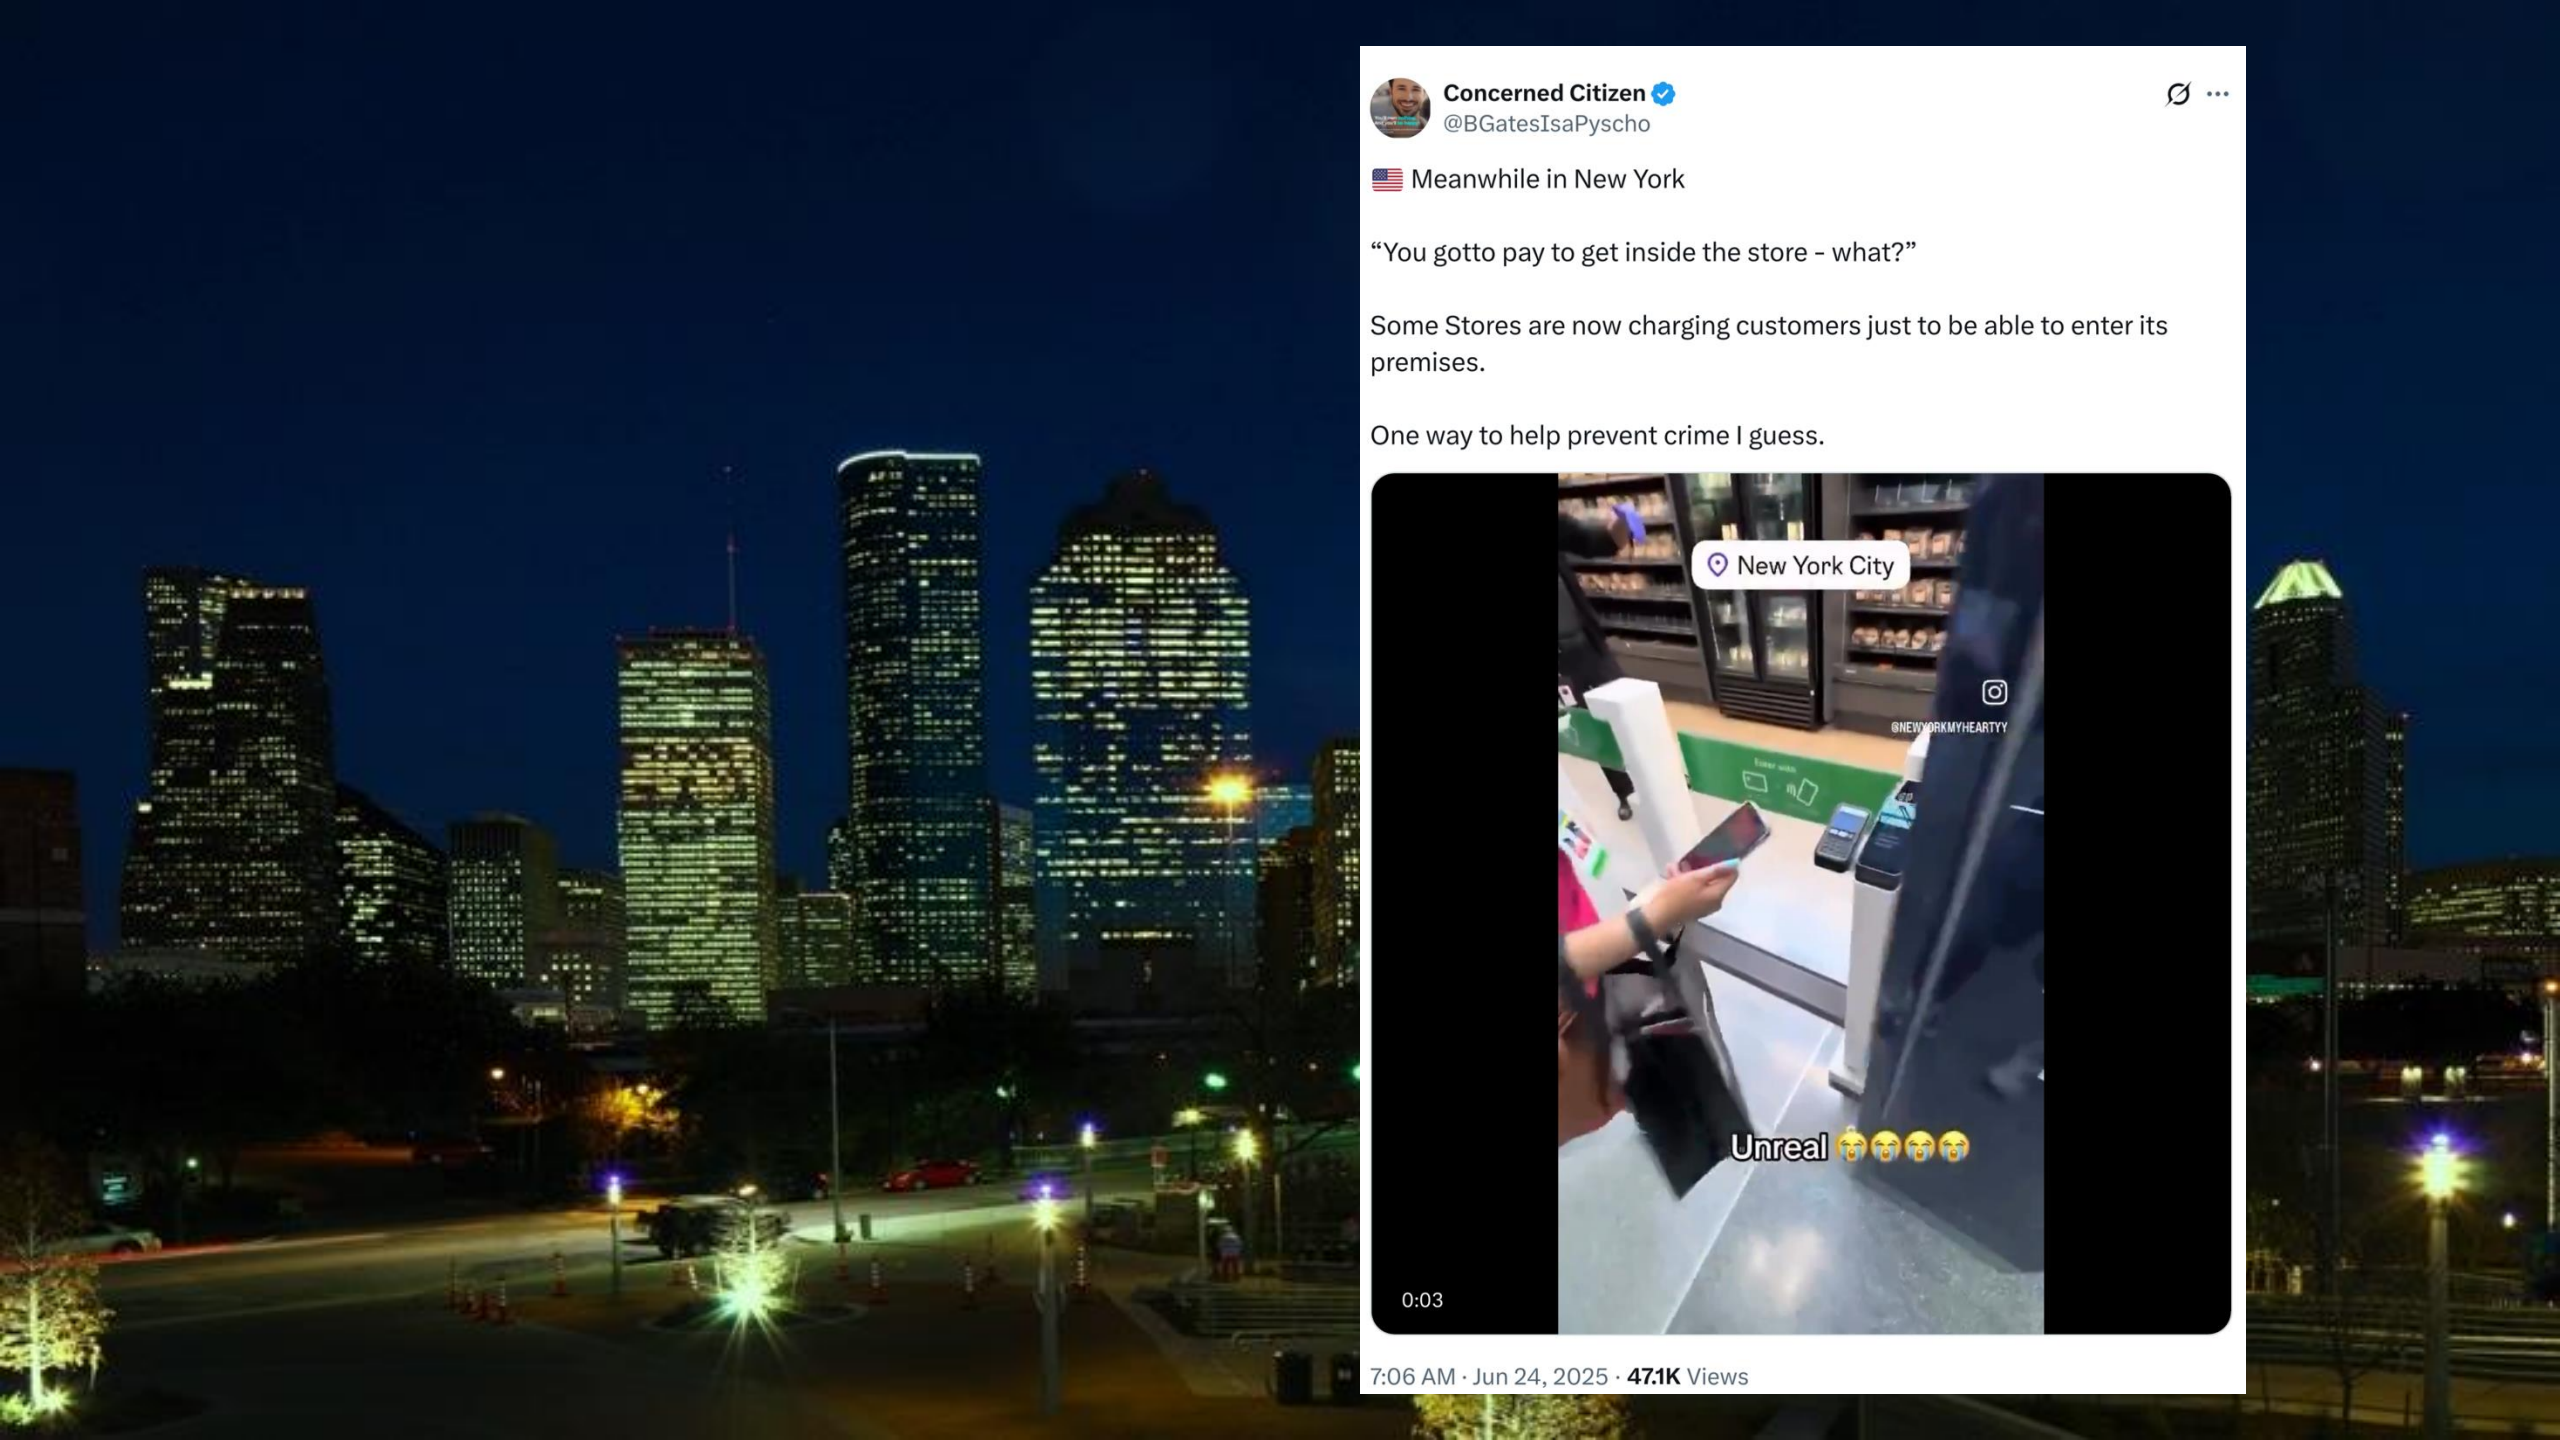 Concerned Citizen
@BGatesIsaPyscho
🇺🇸 Meanwhile in New York
“You gotto pay to get inside the store - what?”
Some Stores are now charging customers just to be able to enter its
premises.
One way to help prevent crime I guess.
New York City
@NEWYORKMYHEARTYY
Enter with
Unreal 😭😭😭😭
0:03
7:06 AM · Jun 24, 2025 · 47.1K Views